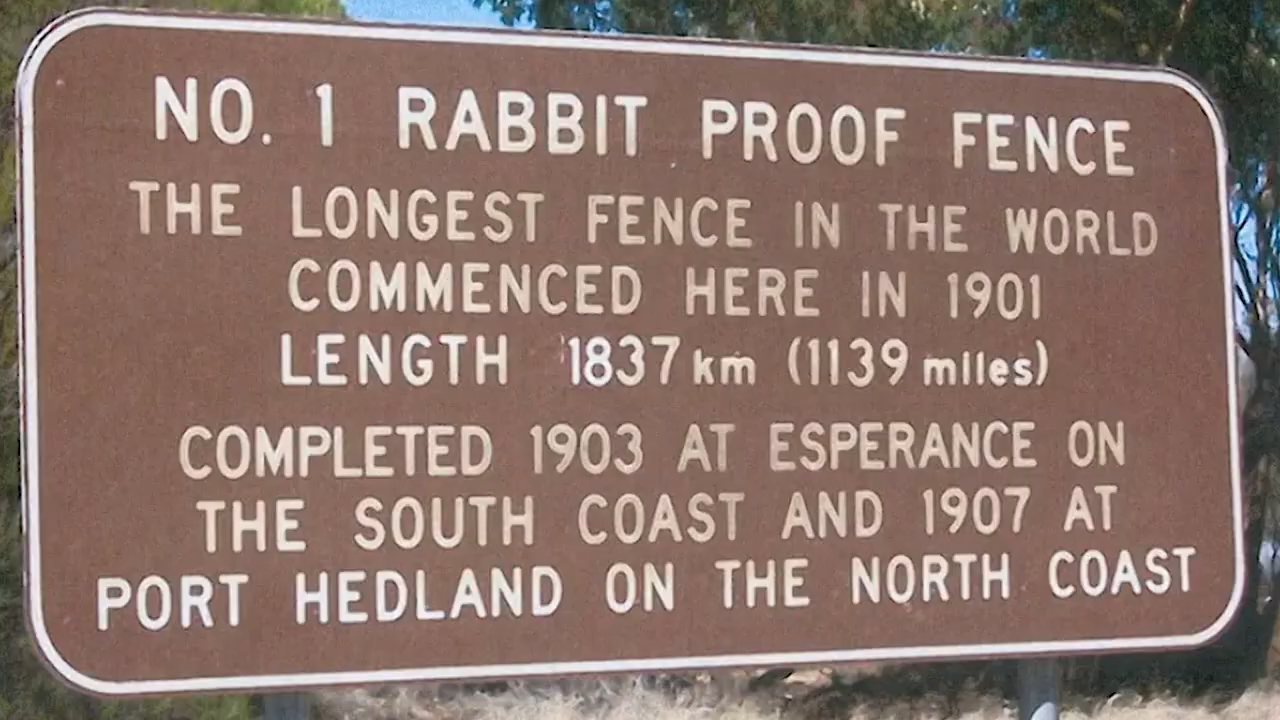 NO. 1 RABBIT PROOF FENCE
THE LONGEST FENCE IN THE WORLD
COMMENCED HERE IN 1901
LENGTH 1837 km (1139 miles)
COMPLETED 1903 AT ESPERANCE ON
THE SOUTH COAST AND 1907 AT
PORT HEDLAND ON THE NORTH COAST